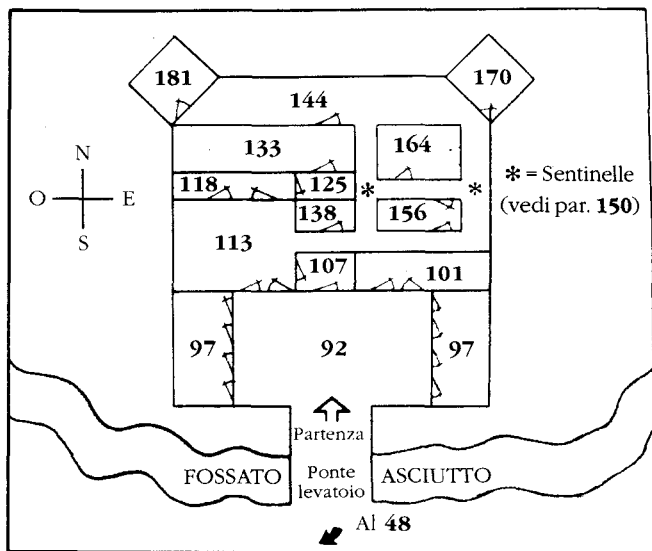 181
170
144
133
164
N
O
E
S
118
125
*
*
* = Sentinelle
(vedi par. 150)
138
156
113
107
101
97
92
97
Partenza
FOSSATO
Ponte
levatoio
ASCIUTTO
Al 48